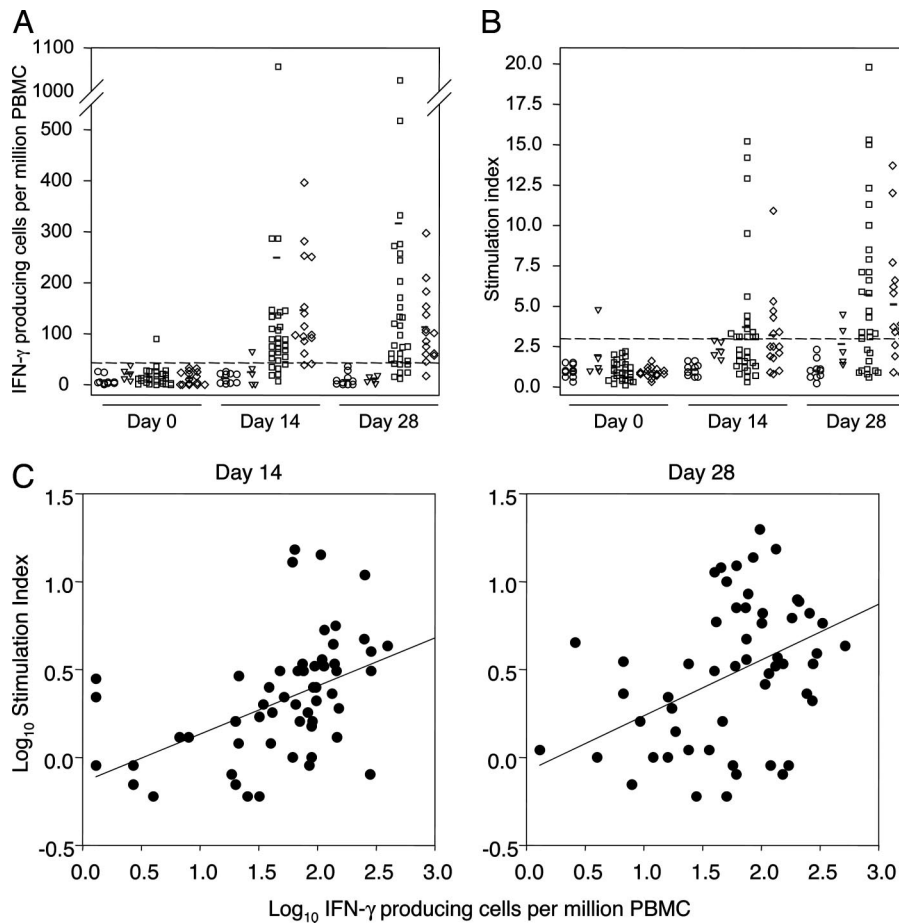 A
IFN-γ producing cells per million PBMC
1100
1000
500
400
300
200
100
0
Day 0 Day 14 Day 28
B
Stimulation index
20.0
17.5
15.0
12.5
10.0
7.5
5.0
2.5
0.0
Day 0 Day 14 Day 28
C
Day 14
Log10 Stimulation Index
1.5
1.0
0.5
0.0
-0.5
0.0 0.5 1.0 1.5 2.0 2.5 3.0
Day 28
1.5
1.0
0.5
0.0
-0.5
0.0 0.5 1.0 1.5 2.0 2.5 3.0
Log10 IFN-γ producing cells per million PBMC